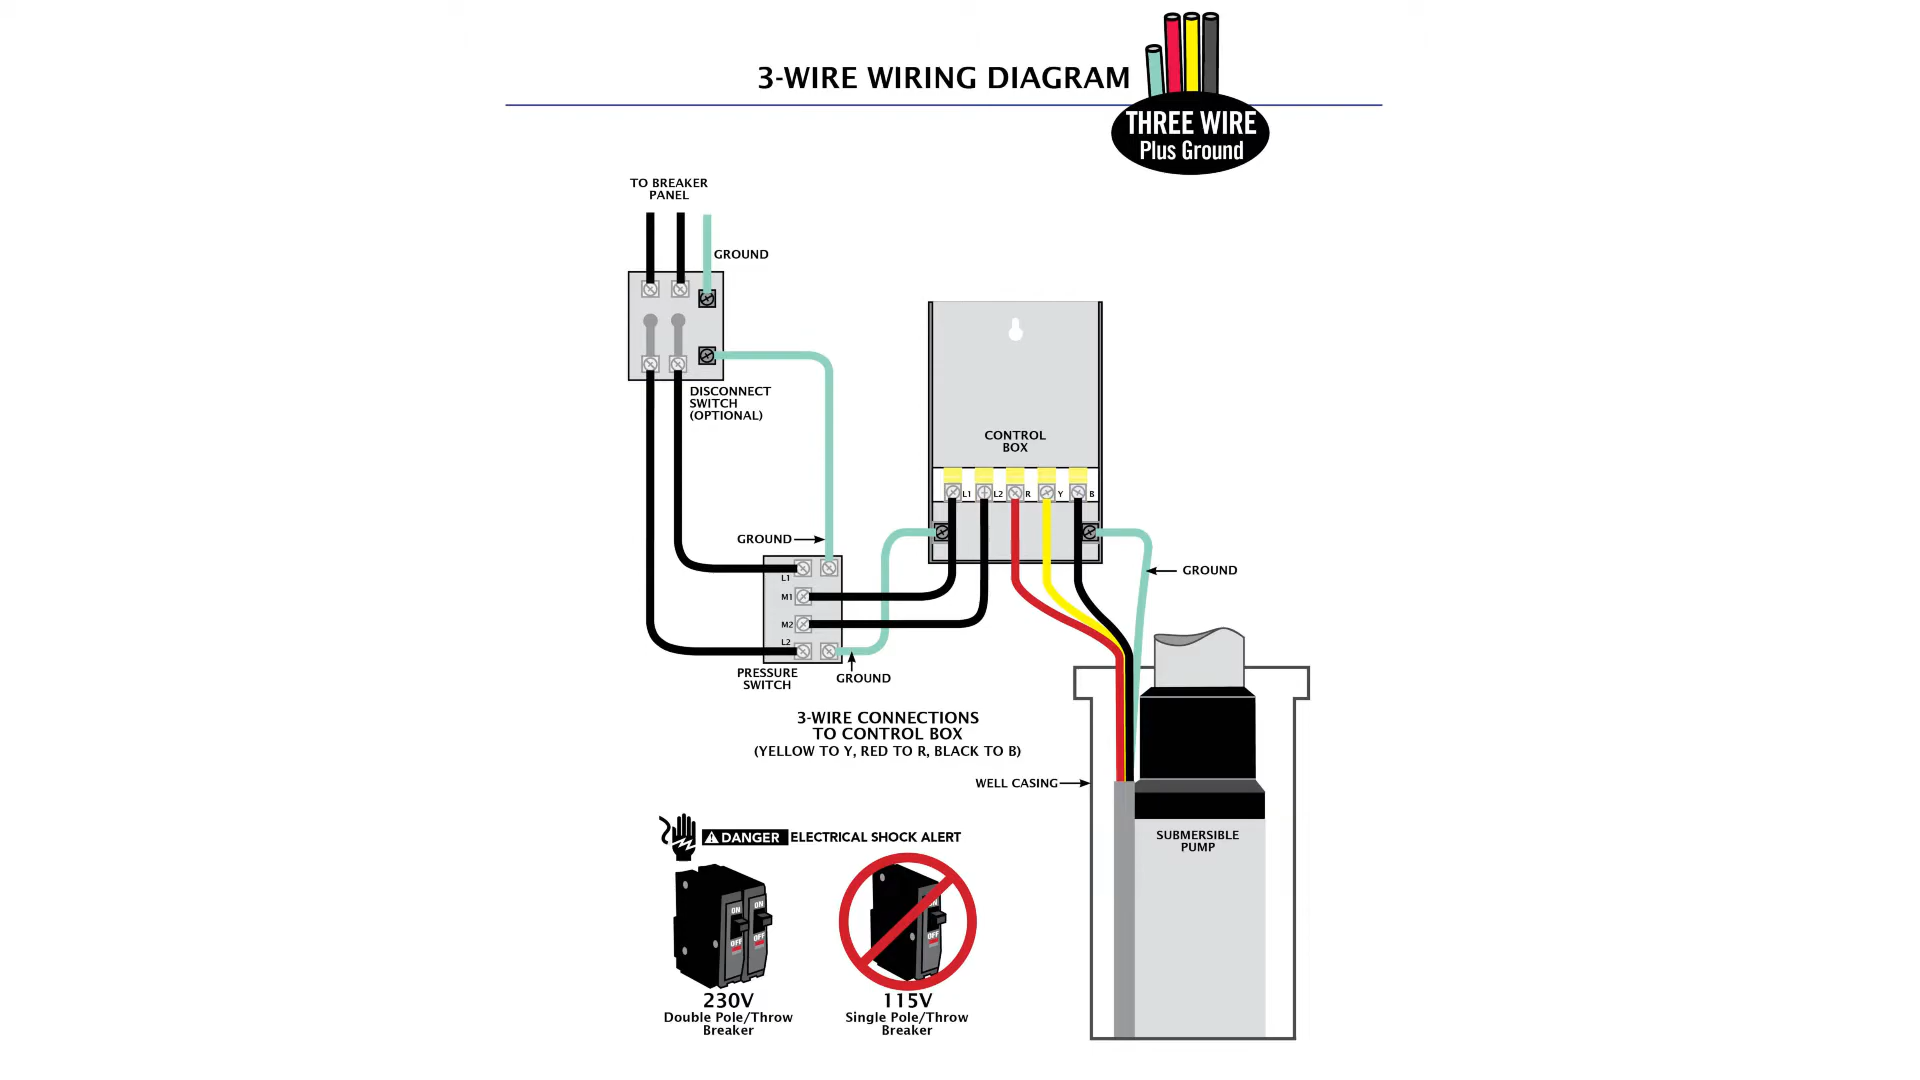 3-WIRE WIRING DIAGRAM
THREE WIRE
Plus Ground
TO BREAKER
PANEL
GROUND
DISCONNECT
SWITCH
(OPTIONAL)
CONTROL
BOX
L1
L2
R
Y
B
GROUND
GROUND
L1
M1
M2
L2
PRESSURE
SWITCH
GROUND
3-WIRE CONNECTIONS
TO CONTROL BOX
(YELLOW TO Y, RED TO R, BLACK TO B)
WELL CASING
SUBMERSIBLE
PUMP
DANGER ELECTRICAL SHOCK ALERT
ON
ON
OFF
OFF
ON
OFF
230V
Double Pole/Throw
Breaker
115V
Single Pole/Throw
Breaker